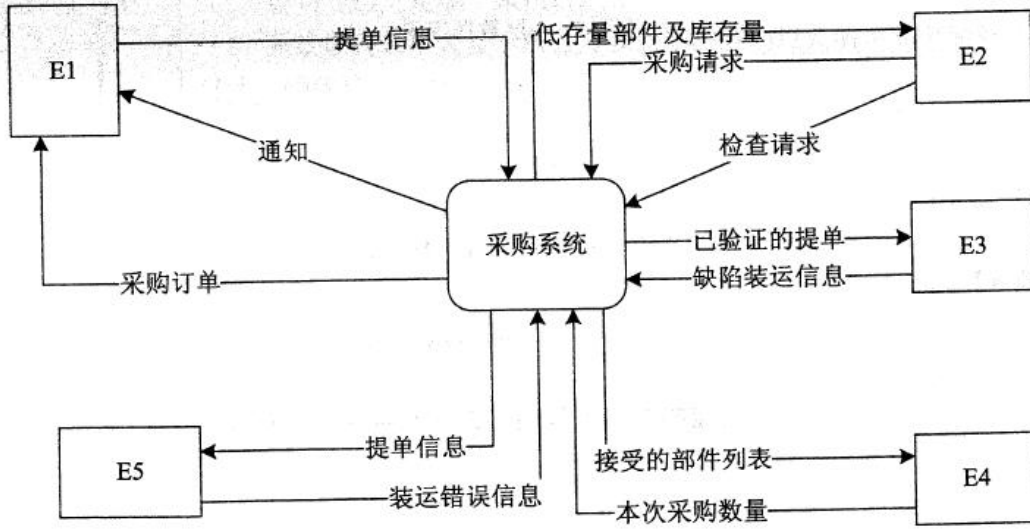 E1
提单信息
低存量部件及库存量
采购请求
E2
检查请求
通知
采购系统
已验证的提单
E3
缺陷装运信息
采购订单
提单信息
E5
装运错误信息
接受的部件列表
E4
本次采购数量